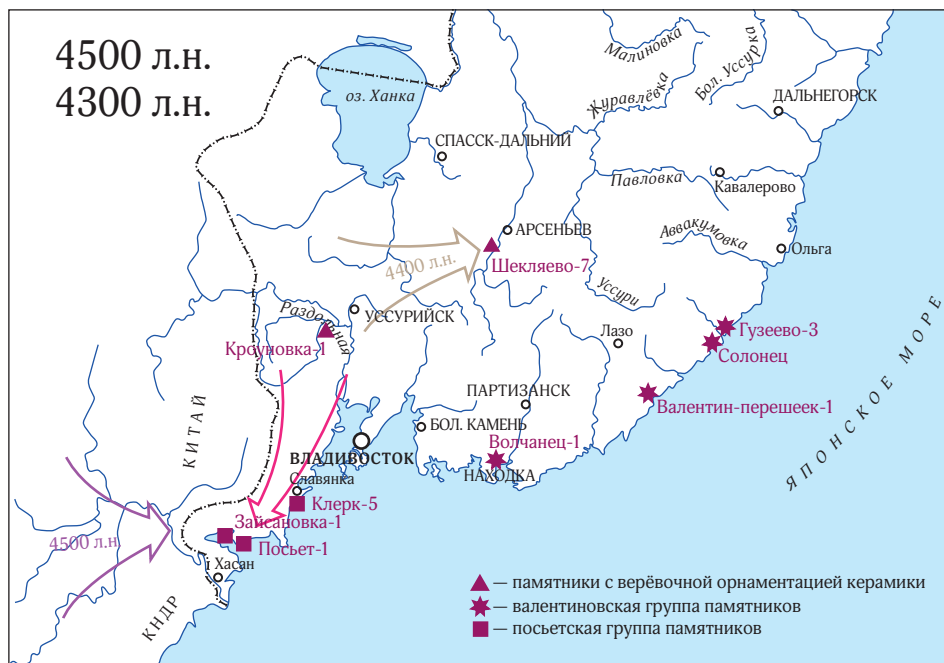 4500 л.н.
4300 л.н.
оз. Ханка
Малиновка
Бол. Уссурка
Журавлёвка
ДАЛЬНЕГОРСК
СПАССК-ДАЛЬНИЙ
Павловка
Кавалерово
АРСЕНЬЕВ
Аввакумовка
Ольга
4400 л.н.
Шекляево-7
Уссури
Раздольная
УССУРИЙСК
Кроуновка-1
Лазо
Гузеево-3
Солонец
ПАРТИЗАНСК
Валентин-перешеек-1
КИТАЙ
БОЛ. КАМЕНЬ
Волчанец-1
ВЛАДИВОСТОК
НАХОДКА
Славянка
Клерк-5
Зайсановка-1
4500 л.н.
Посьет-1
Хасан
КНДР
ЯПОНСКОЕ МОРЕ
— памятники с верёвочной орнаментацией керамики
— валентиновская группа памятников
— посьетская группа памятников